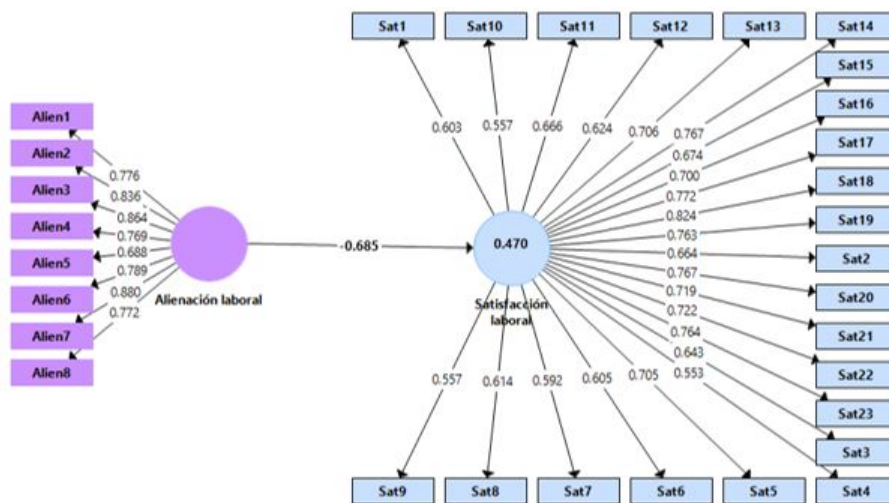 Sat1 Sat10 Sat11 Sat12 Sat13 Sat14
Sat15
Sat16
Sat17
Sat18
Sat19
Sat2
Sat20
Sat21
Sat22
Sat23
Sat3
Sat9 Sat8 Sat7 Sat6 Sat5 Sat4
0.603 0.557 0.666 0.624 0.706 0.767
0.674
0.700
0.772
0.824
0.763
0.664
0.767
0.719
0.722
0.764
0.643
0.553
0.557 0.614 0.592 0.605 0.705
Alien1
Alien2
Alien3
Alien4
Alien5
Alien6
Alien7
Alien8
0.776
0.836
0.864
0.769
0.688
0.789
0.880
0.772
Alienación laboral
-0.685
0.470
Satisfacción
laboral